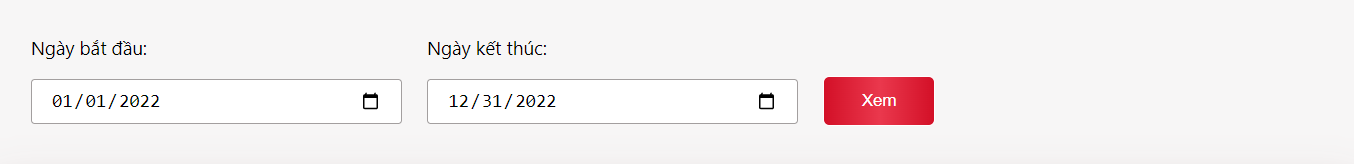 Ngày bắt đầu: Ngày kết thúc:
01/01/2022 12/31/2022 Xem